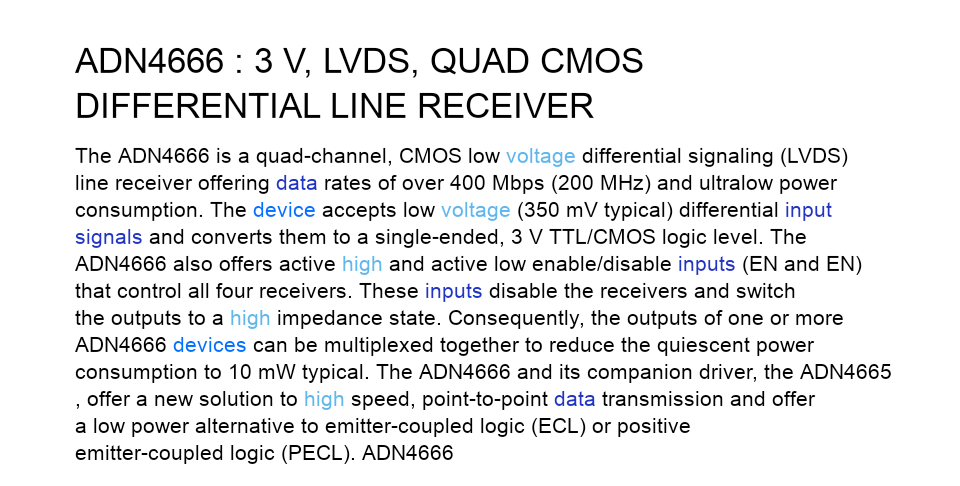 ADN4666 : 3 V, LVDS, QUAD CMOS
DIFFERENTIAL LINE RECEIVER
The ADN4666 is a quad-channel, CMOS low voltage differential signaling (LVDS)
line receiver offering data rates of over 400 Mbps (200 MHz) and ultralow power
consumption. The device accepts low voltage (350 mV typical) differential input
signals and converts them to a single-ended, 3 V TTL/CMOS logic level. The
ADN4666 also offers active high and active low enable/disable inputs (EN and EN)
that control all four receivers. These inputs disable the receivers and switch
the outputs to a high impedance state. Consequently, the outputs of one or more
ADN4666 devices can be multiplexed together to reduce the quiescent power
consumption to 10 mW typical. The ADN4666 and its companion driver, the ADN4665
, offer a new solution to high speed, point-to-point data transmission and offer
a low power alternative to emitter-coupled logic (ECL) or positive
emitter-coupled logic (PECL). ADN4666